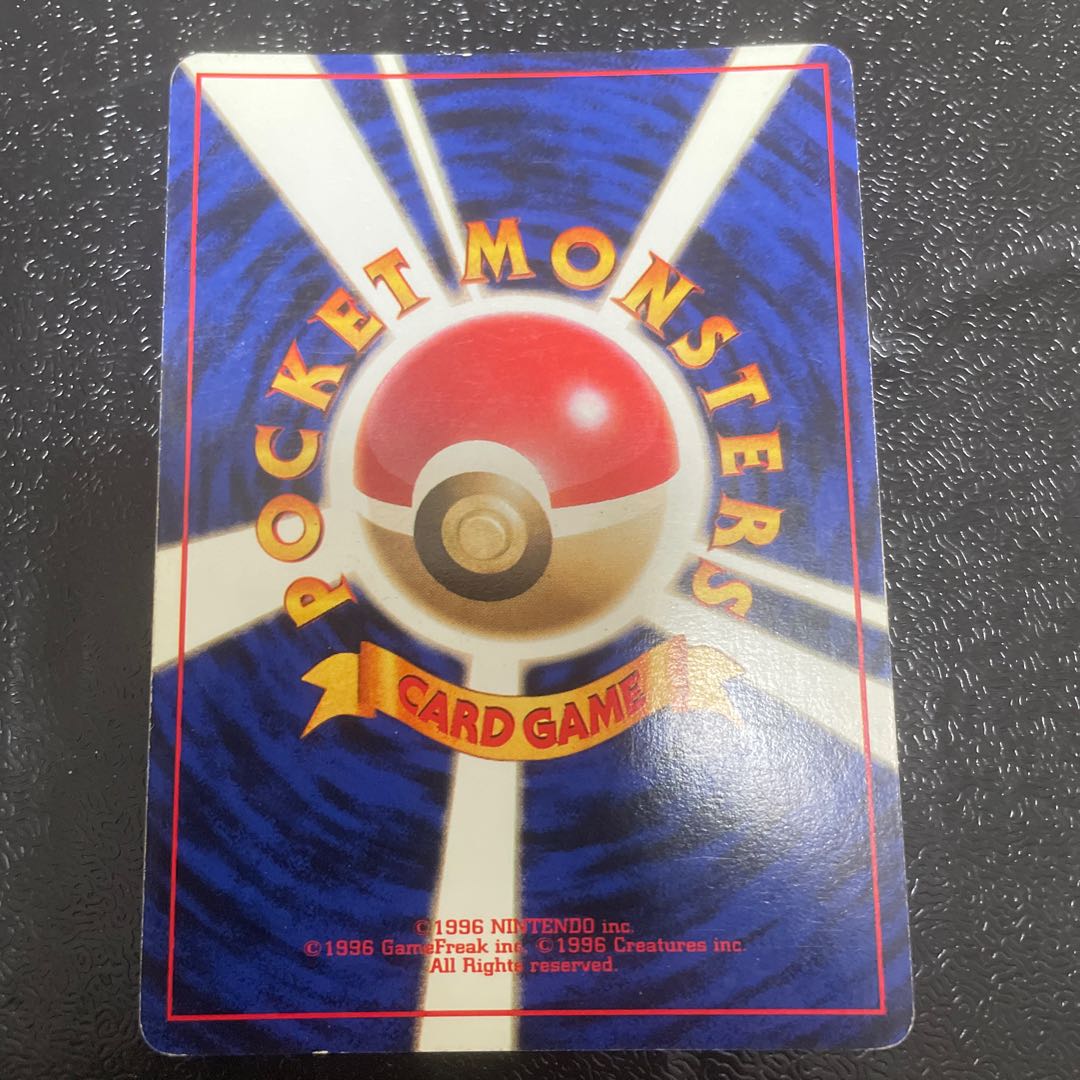 POCKET MONSTERS
CARD GAME
©1996 NINTENDO inc.
©1996 GameFreak inc. ©1996 Creatures inc.
All Rights reserved.